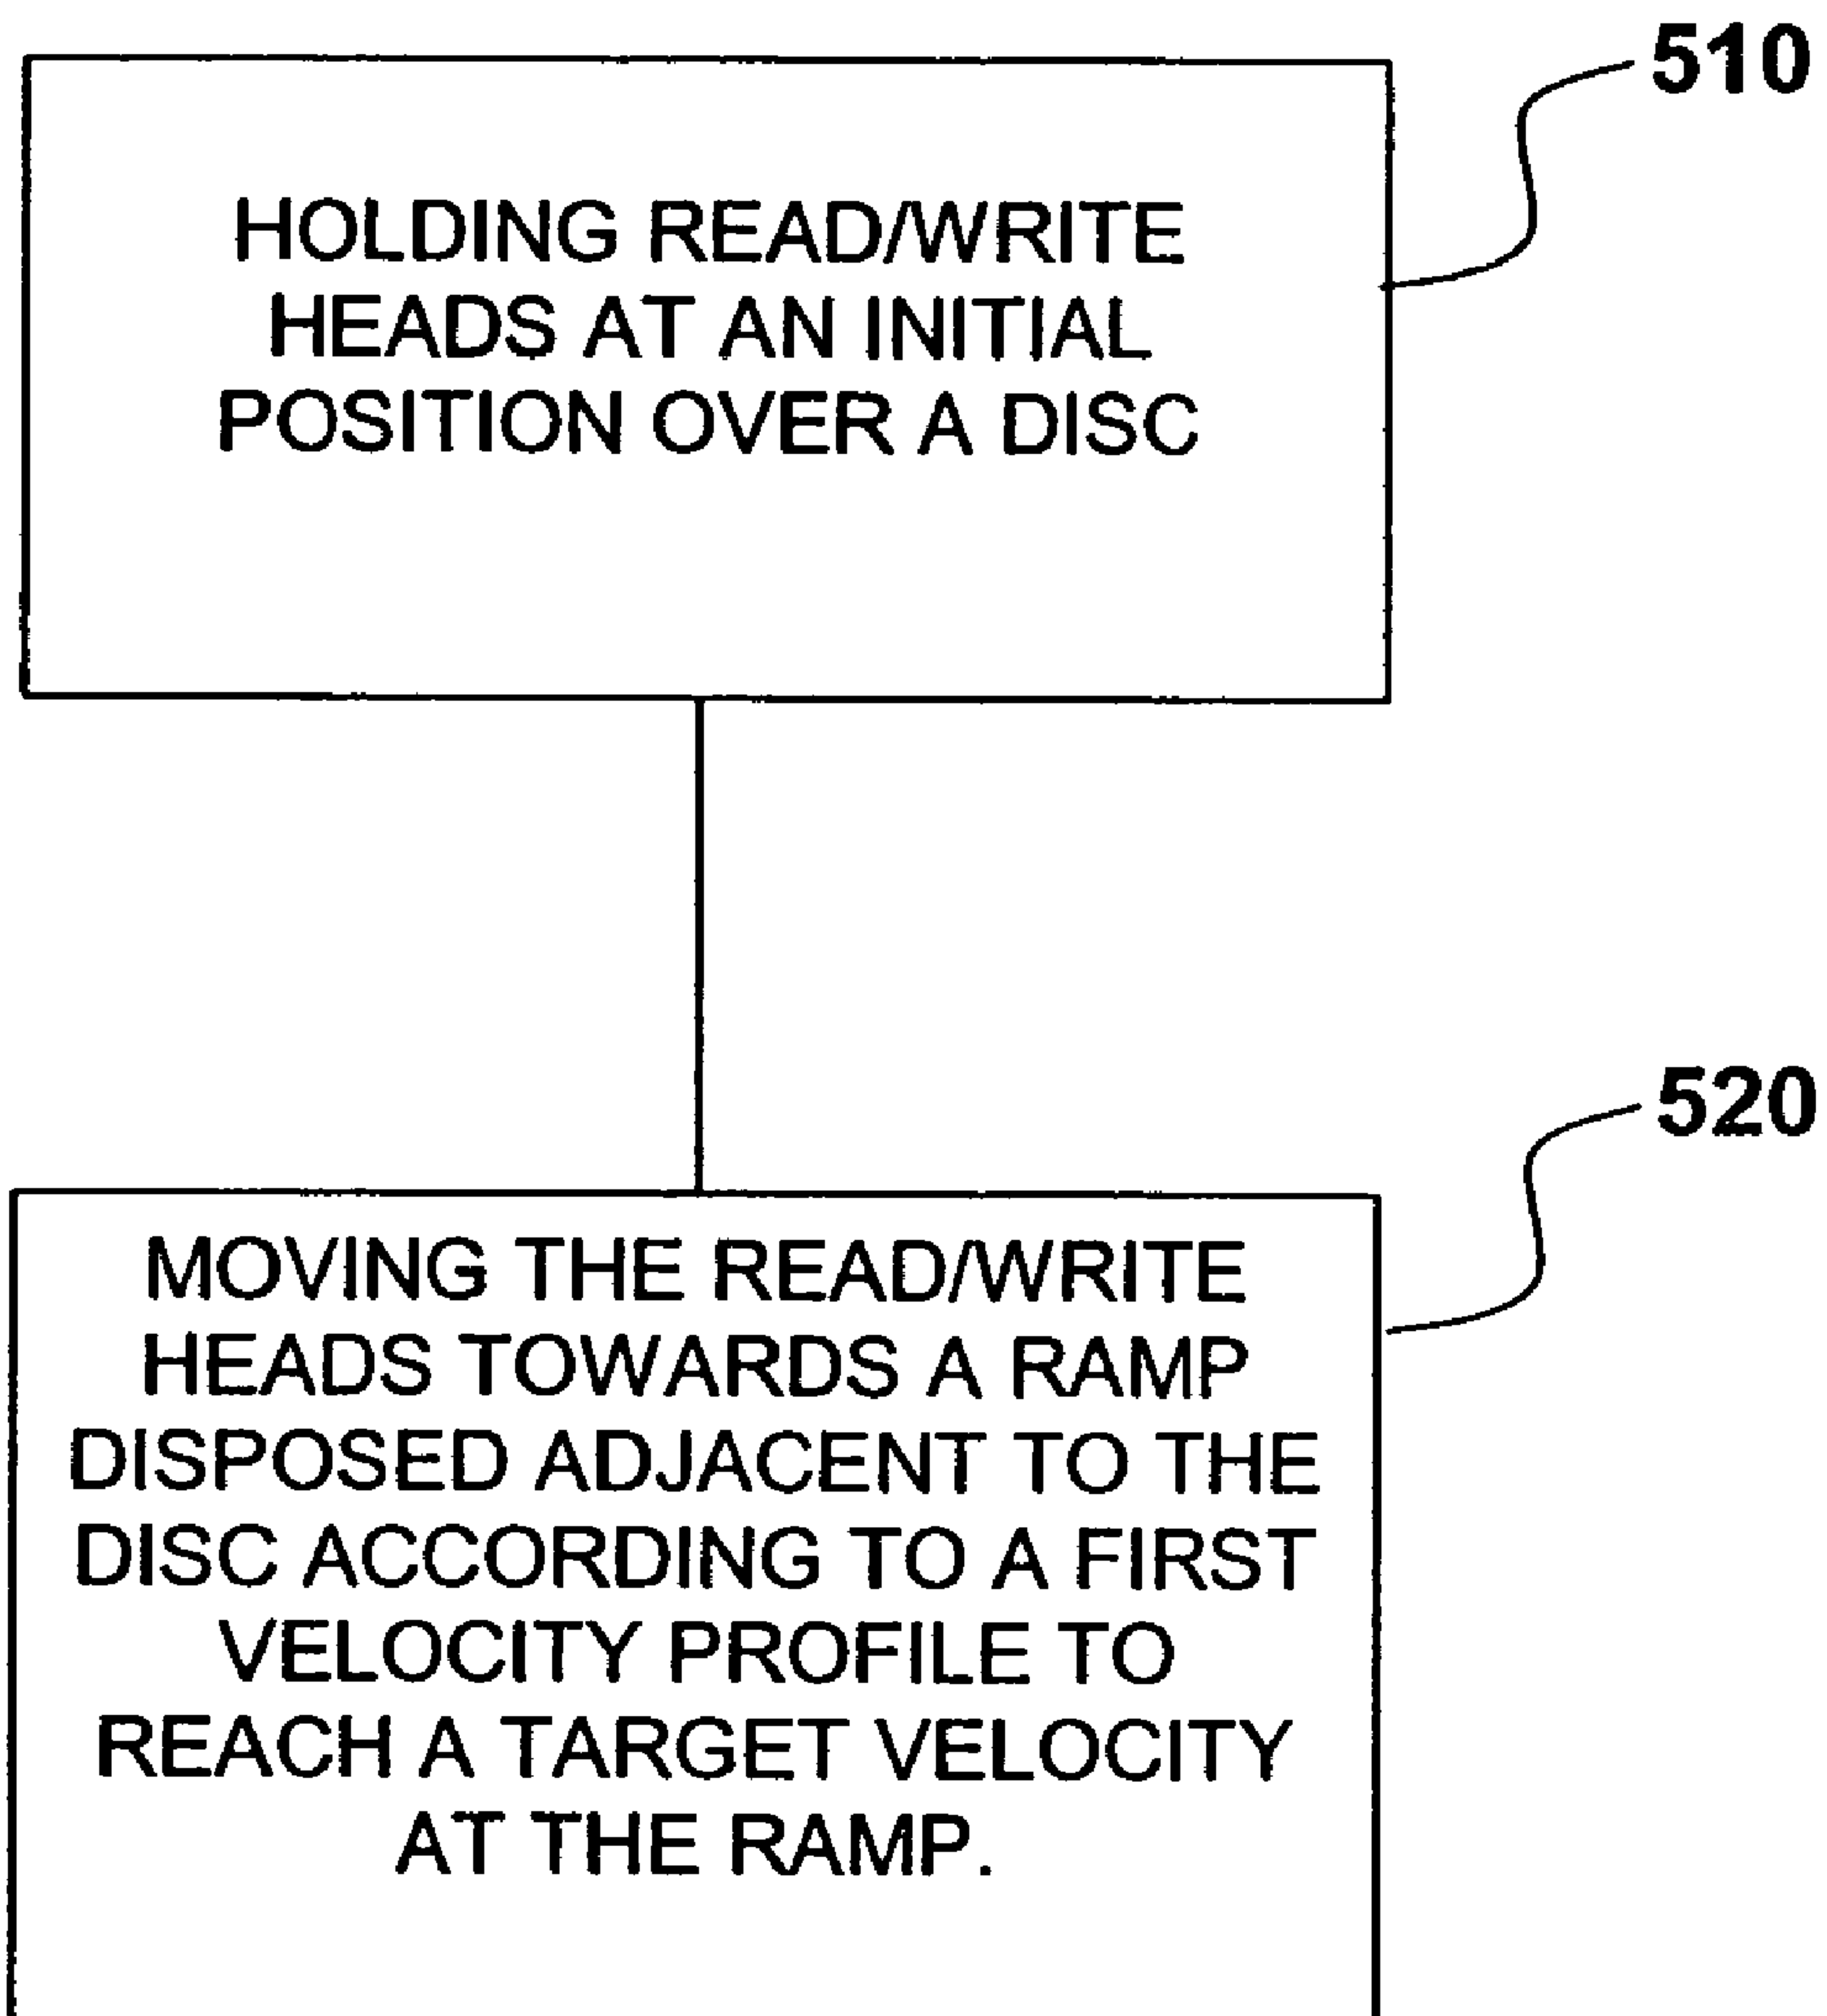 510
HOLDING READ/WRITE
HEADS AT AN INITIAL
POSITION OVER A DISC
520
MOVING THE READ/WRITE
HEADS TOWARDS A RAMP
DISPOSED ADJACENT TO THE
DISC ACCORDING TO A FIRST
VELOCITY PROFILE TO
REACH A TARGET VELOCITY
AT THE RAMP.